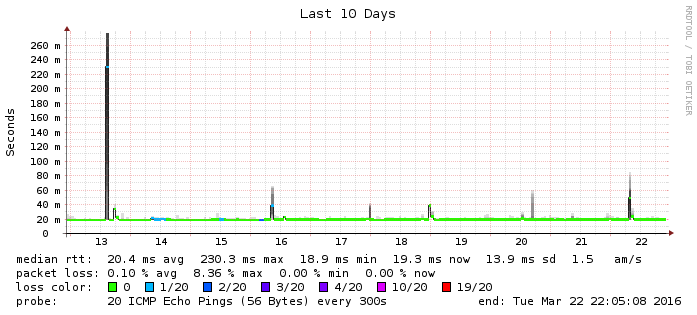 Last 10 Days
RRDTOOL / TOBI OETIKER
Seconds
260 m
240 m
220 m
200 m
180 m
160 m
140 m
120 m
100 m
80 m
60 m
40 m
20 m
0
13 14 15 16 17 18 19 20 21 22
median rtt: 20.4 ms avg 230.3 ms max 18.9 ms min 19.3 ms now 13.9 ms sd 1.5 am/s
packet loss: 0.10 % avg 8.36 % max 0.00 % min 0.00 % now
loss color: 0 1/20 2/20 3/20 4/20 10/20 19/20
probe: 20 ICMP Echo Pings (56 Bytes) every 300s end: Tue Mar 22 22:05:08 2016